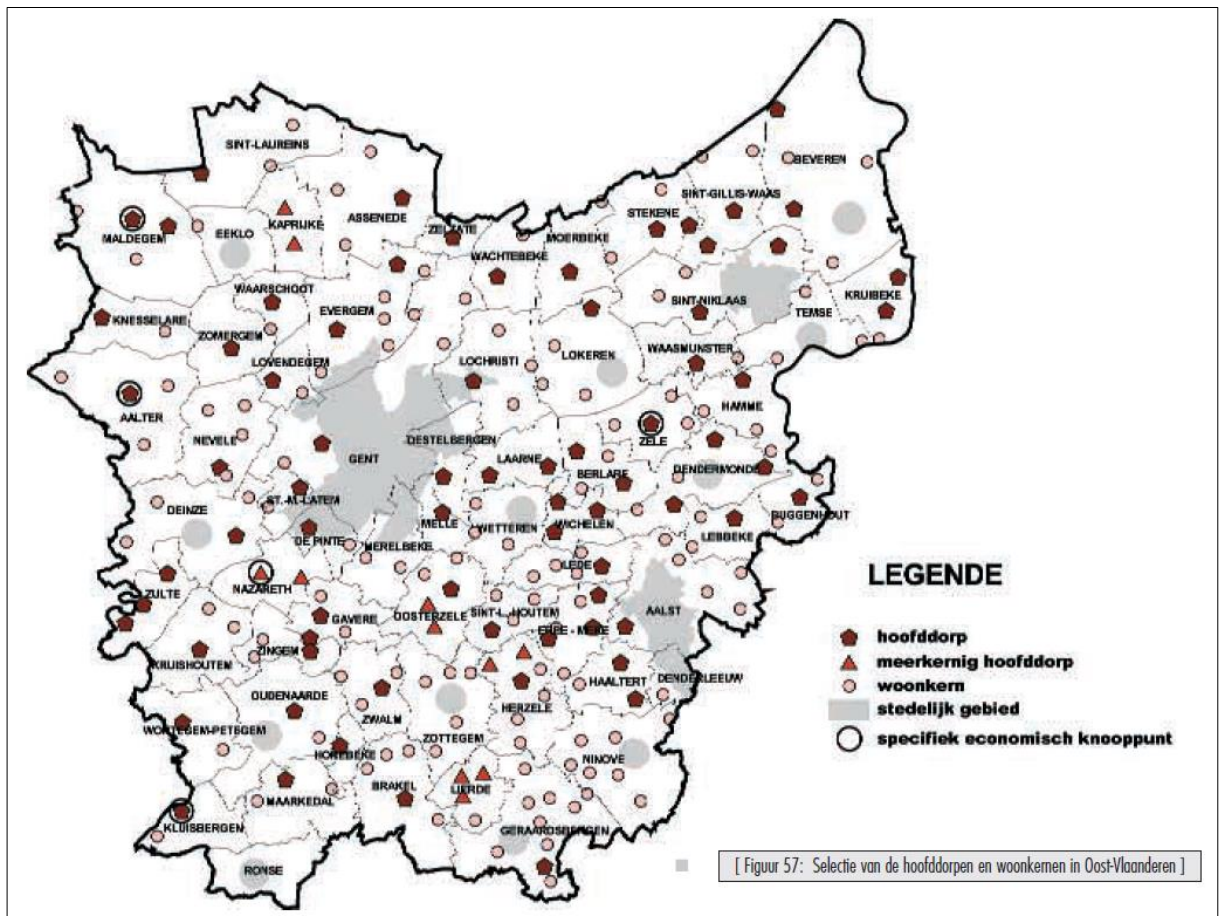 SINT-LAUREINS
BEVEREN
SINT-GILLIS-WAAS
ASSENEDE
STEKENE
KAPRIJKE
MALDEGEM
EEKLO
ZELZATE
MOERBEKE
WACHTEBEKE
WAARSCHOOT
KRUIBEKE
SINT-NIKLAAS
EVERGEM
TEMSE
KNESSELARE
ZOMERGEM
WAASMUNSTER
LOKEREN
LOVENDEGEM
LOCHRISTI
HAMME
AALTER
NEVELE
DESTELBERGEN
ZELE
GENT
LAARNE
BERLARE
DENDERMONDE
ST.-M-LATEM
DEINZE
BUGGENHOUT
MELLE
WETTEREN
WICHELEN
DE PINTE
LEBBEKE
MERELBEKE
LEDE
NAZARETH
ZULTE
LEGENDE
GAVERE
OOSTERZELE
SINT-L.-HOUTEM
AALST
ERPE - MERE
hoofddorp
ZINGEM
KRUISHOUTEM
meerkernig hoofddorp
HAALTERT
DENDERLEEUW
woonkern
OUDENAARDE
HERZELE
stedelijk gebied
ZWALM
WORTEGEM-PETEGEM
ZOTTEGEM
specifiek economisch knooppunt
HOREBEKE
NINOVE
BRAKEL
LIERDE
MAARKEDAL
KLUISBERGEN
GERAARDSBERGEN
RONSE
[ Figuur 57: Selectie van de hoofddorpen en woonkernen in Oost-Vlaanderen ]